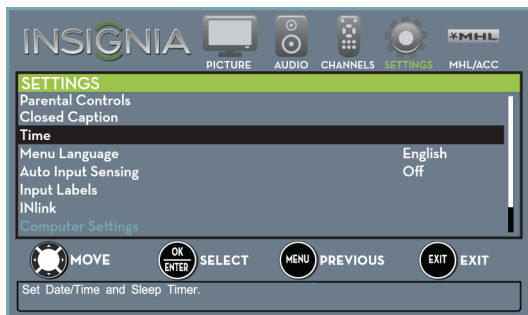 INSIGNIA
PICTURE AUDIO CHANNELS SETTINGS MHL/ACC
MHL
SETTINGS
Parental Controls
Closed Caption
Time
Menu Language English
Auto Input Sensing Off
Input Labels
INlink
Computer Settings
MOVE OK ENTER SELECT MENU PREVIOUS EXIT EXIT
Set Date/Time and Sleep Timer.